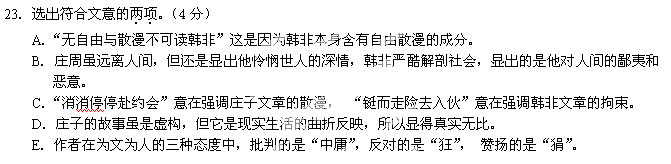 23. 选出符合文意的两项。(4 分)
A. “无自由与散漫不可读韩非”这是因为韩非本身含有自由散漫的成分。
B. 庄周虽远离人间，但还是显出他怜悯世人的深情，韩非严酷解剖社会，显出的是他对人间的鄙夷和
恶意。
C. “消消停停赴约会”意在强调庄子文章的散漫， “铤而走险去入伙”意在强调韩非文章的拘束。
D. 庄子的故事虽是虚构，但它是现实生活的曲折反映，所以显得真实无比。
E. 作者在为文为人的三种态度中，批判的是“中庸”，反对的是“狂”， 赞扬的是“狷”。